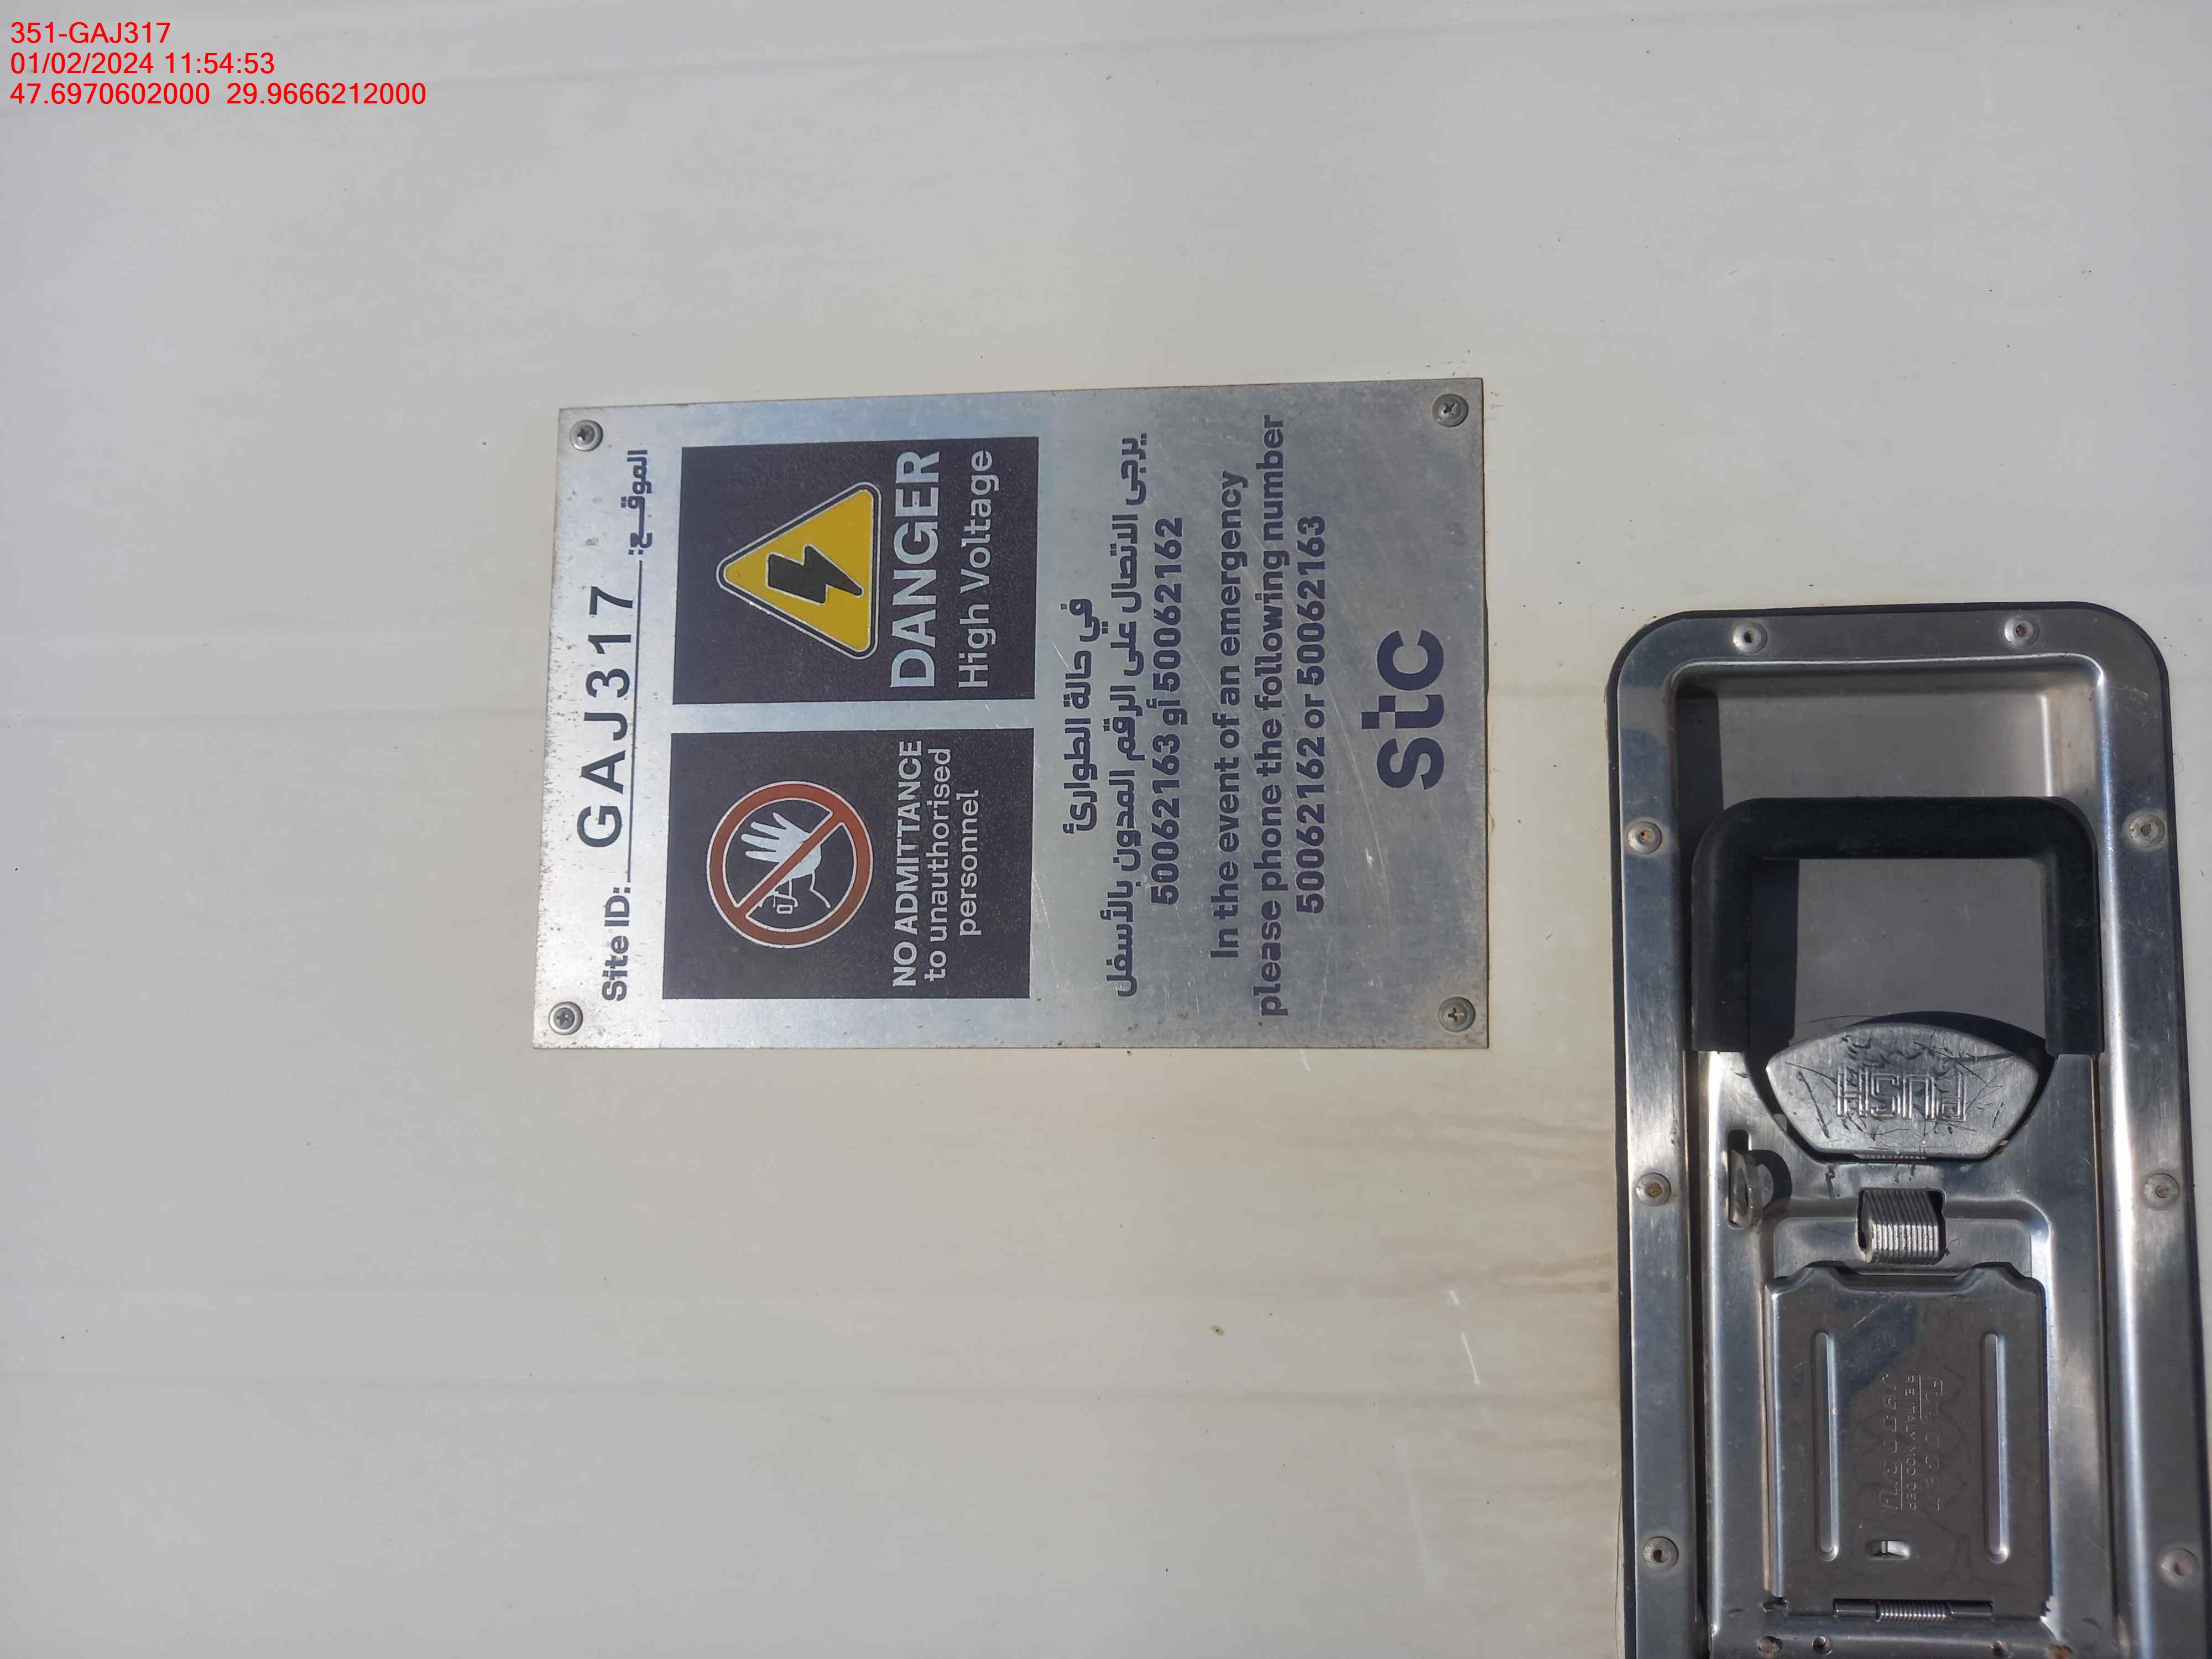 351-GAJ317
01/02/2024 11:54:53
47.6970602000 29.9666212000
Site ID: GAJ317 الموقـــع:
NO ADMITTANCE
to unauthorised
personnel
DANGER
High Voltage
في حالة الطوارئ
يرجى الاتصال على الرقم المدون بالأسفل
50062163 أو 50062162
In the event of an emergency
please phone the following number
50062162 or 50062163
stc
PUSH